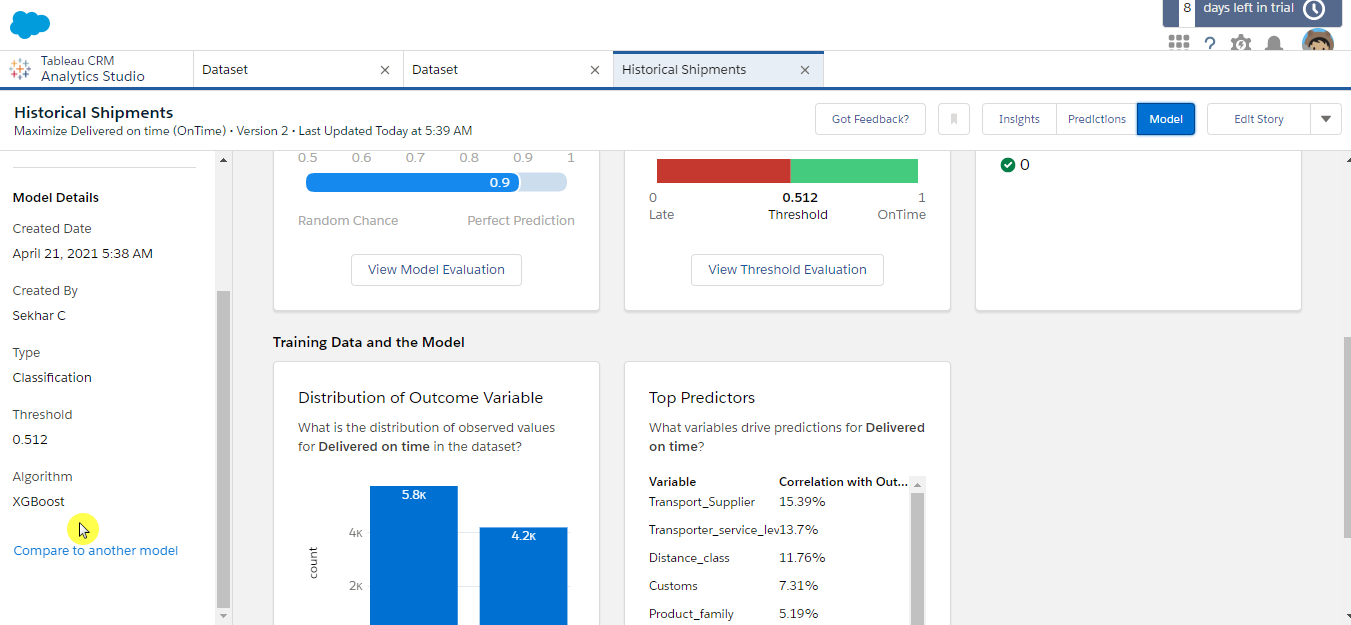 8 days left in trial
Tableau CRM
Analytics Studio
Dataset
Dataset
Historical Shipments
Historical Shipments
Maximize Delivered on time (OnTime) • Version 2 • Last Updated Today at 5:39 AM
Got Feedback?
Insights
Predictions
Model
Edit Story
Model Details
Created Date
April 21, 2021 5:38 AM
Created By
Sekhar C
Type
Classification
Threshold
0.512
Algorithm
XGBoost
Compare to another model
0.5 0.6 0.7 0.8 0.9 1
0.9
Random Chance Perfect Prediction
View Model Evaluation
0 0.512 1
Late Threshold OnTime
View Threshold Evaluation
0
Training Data and the Model
Distribution of Outcome Variable
What is the distribution of observed values
for Delivered on time in the dataset?
5.8K
4.2K
4K
2K
count
Top Predictors
What variables drive predictions for Delivered
on time?
Variable Correlation with Out...
Transport_Supplier 15.39%
Transporter_service_lev 13.7%
Distance_class 11.76%
Customs 7.31%
Product_family 5.19%